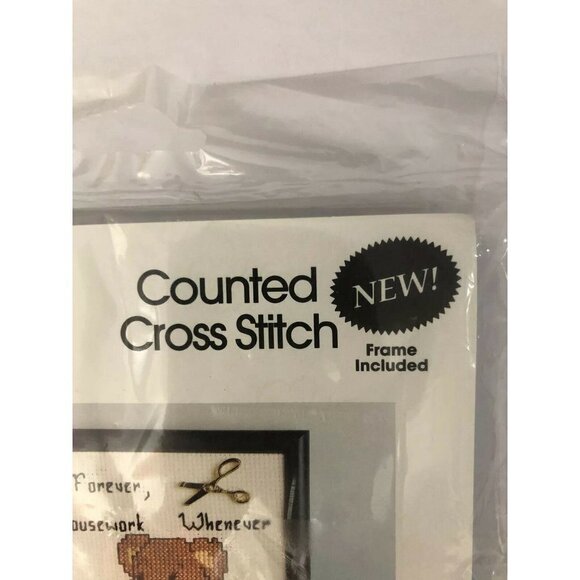 Counted
Cross Stitch
NEW!
Frame
Included
Forever,
ousework Whenever